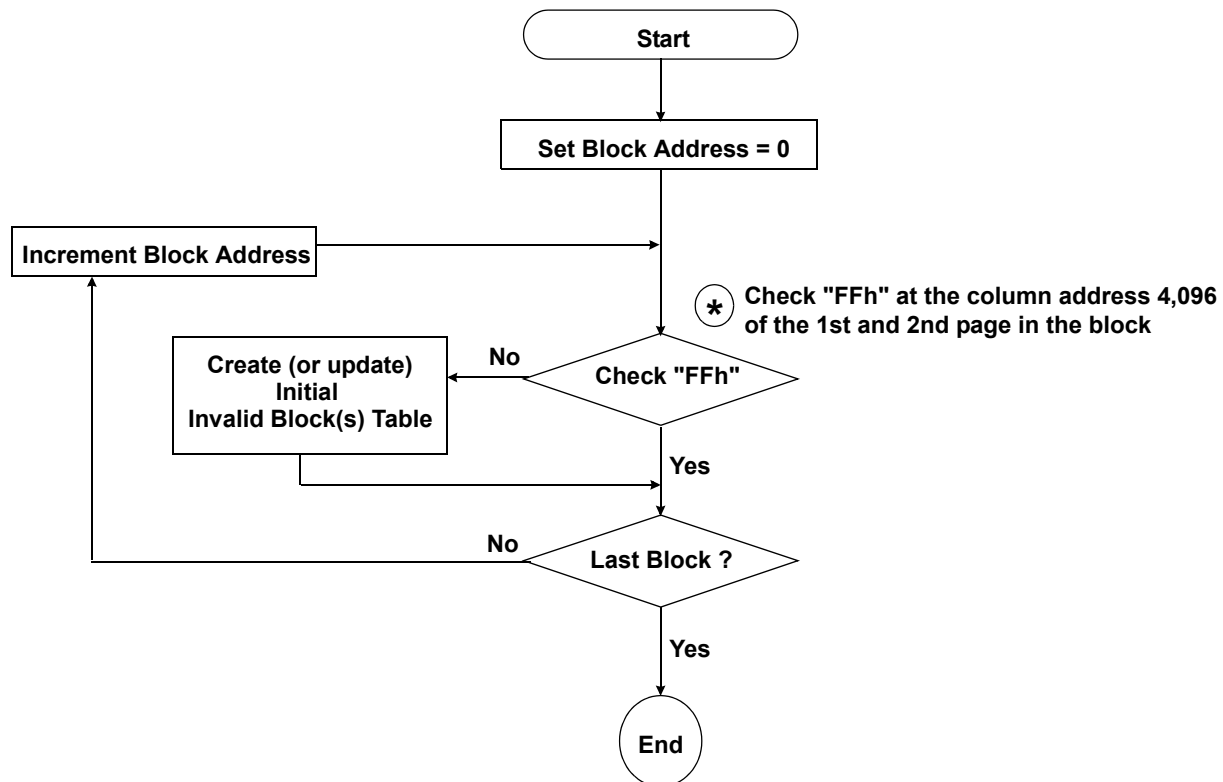 Start
Set Block Address = 0
Increment Block Address
* Check "FFh" at the column address 4,096
of the 1st and 2nd page in the block
No
Create (or update)
Initial
Invalid Block(s) Table
Check "FFh"
Yes
No
Last Block ?
Yes
End